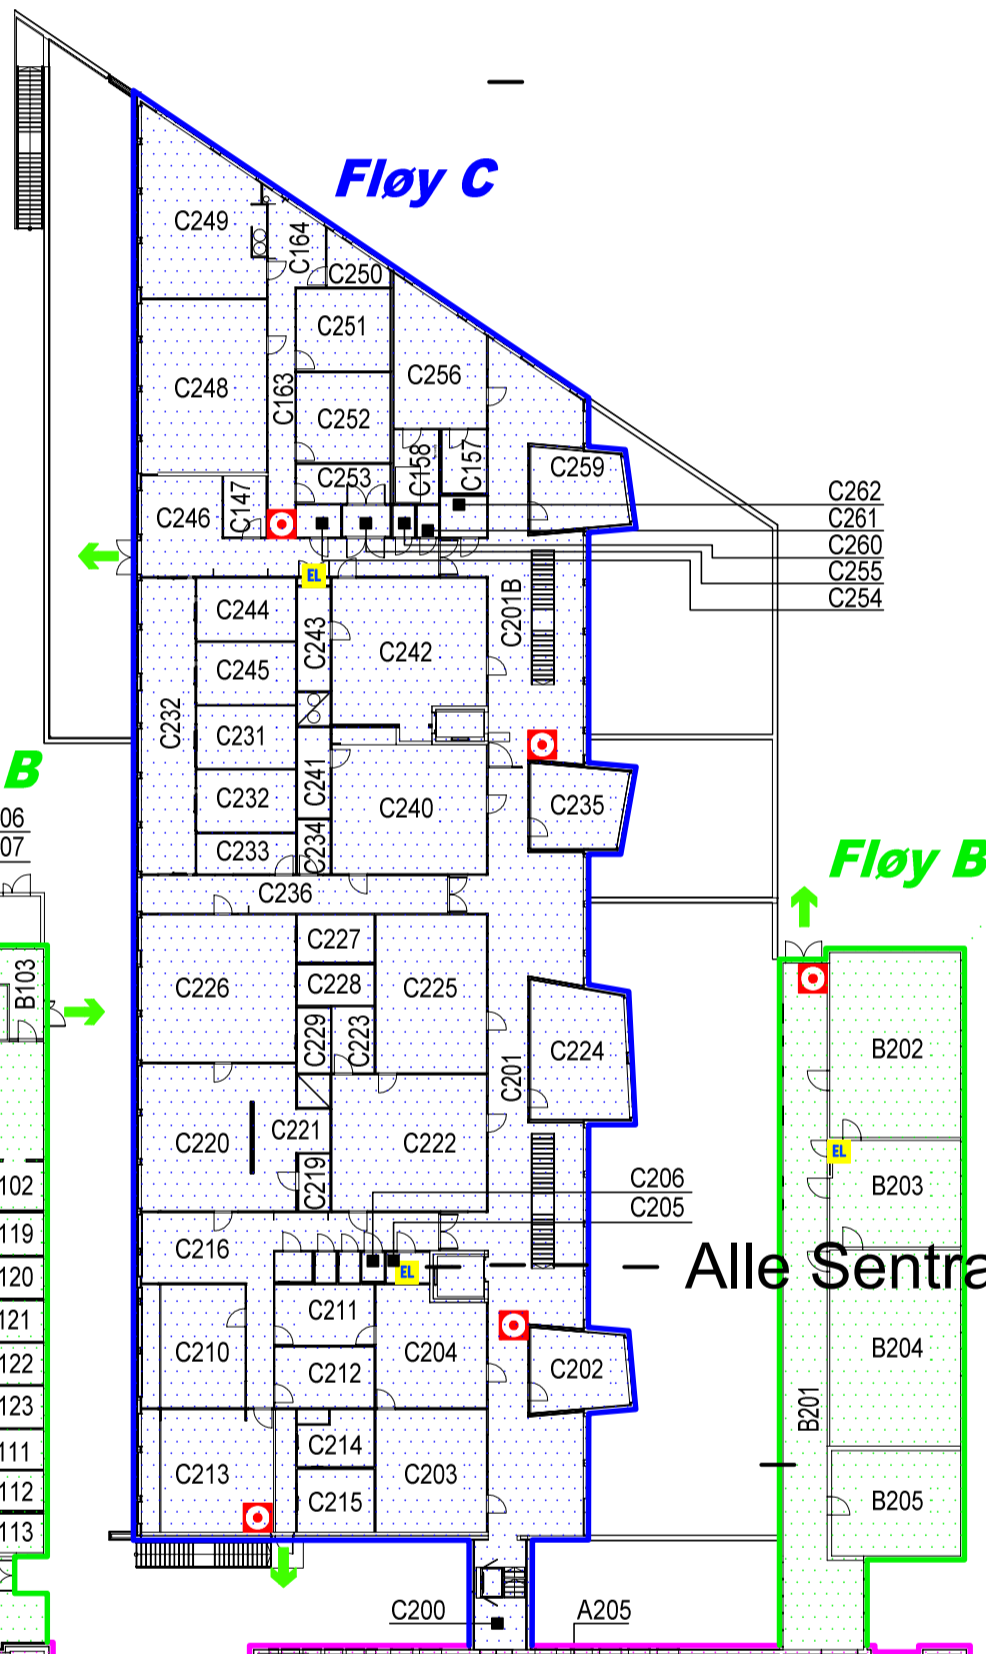 Fløy C
C249
C164
C250
C251
C248
C163
C256
C252
C259
C253
C158
C157
C262
C246
C147
C261
C260
C255
EL
C254
C244
C243
C201B
C242
C245
C232
C231
B
C241
C232
C240
C235
06
07
C233
C234
Fløy B
C236
C227
B103
C226
C228
C225
C229
C223
C224
B202
C201
C220
C221
C222
EL
C219
C206
B203
102
C205
119
C216
120
EL
Alle Sentra
121
C211
C210
C204
B204
122
C212
C202
123
B201
111
C214
C213
C203
112
C215
B205
113
C200
A205